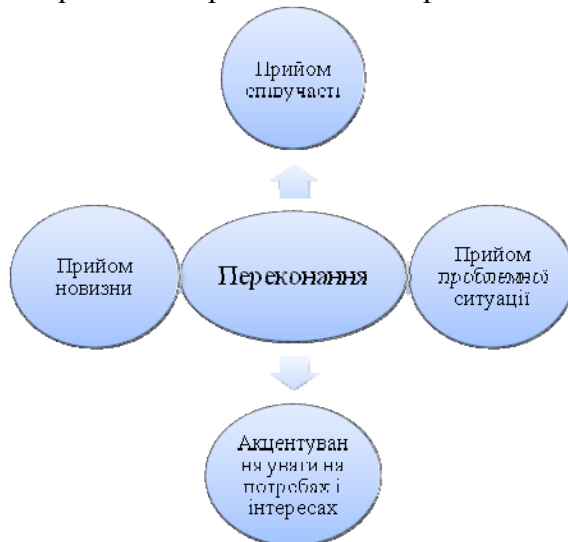 Прийом
співучасті
Прийом
новизни
Переконання
Прийом
проблемної
ситуації
Акцентуван
ня уваги на
потребах і
інтересах